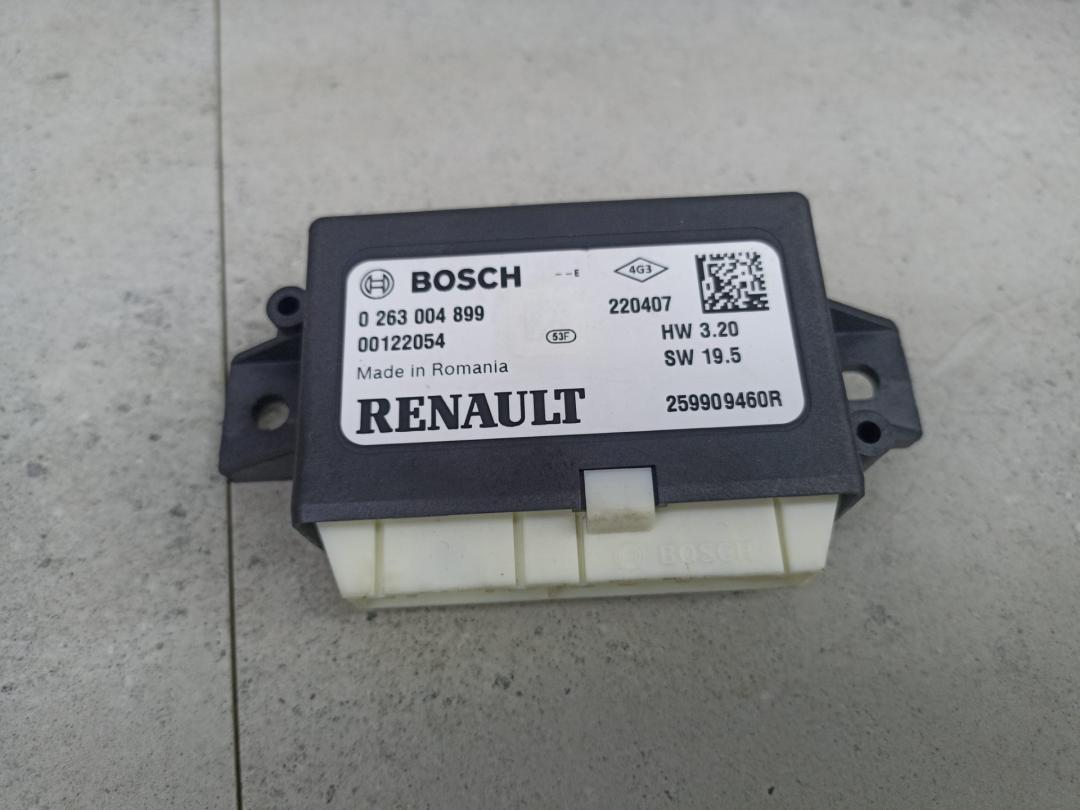 BOSCH
--E
4G3
0 263 004 899
220407
00122054
53F
HW 3.20
Made in Romania
SW 19.5
RENAULT
259909460R
BOSCH